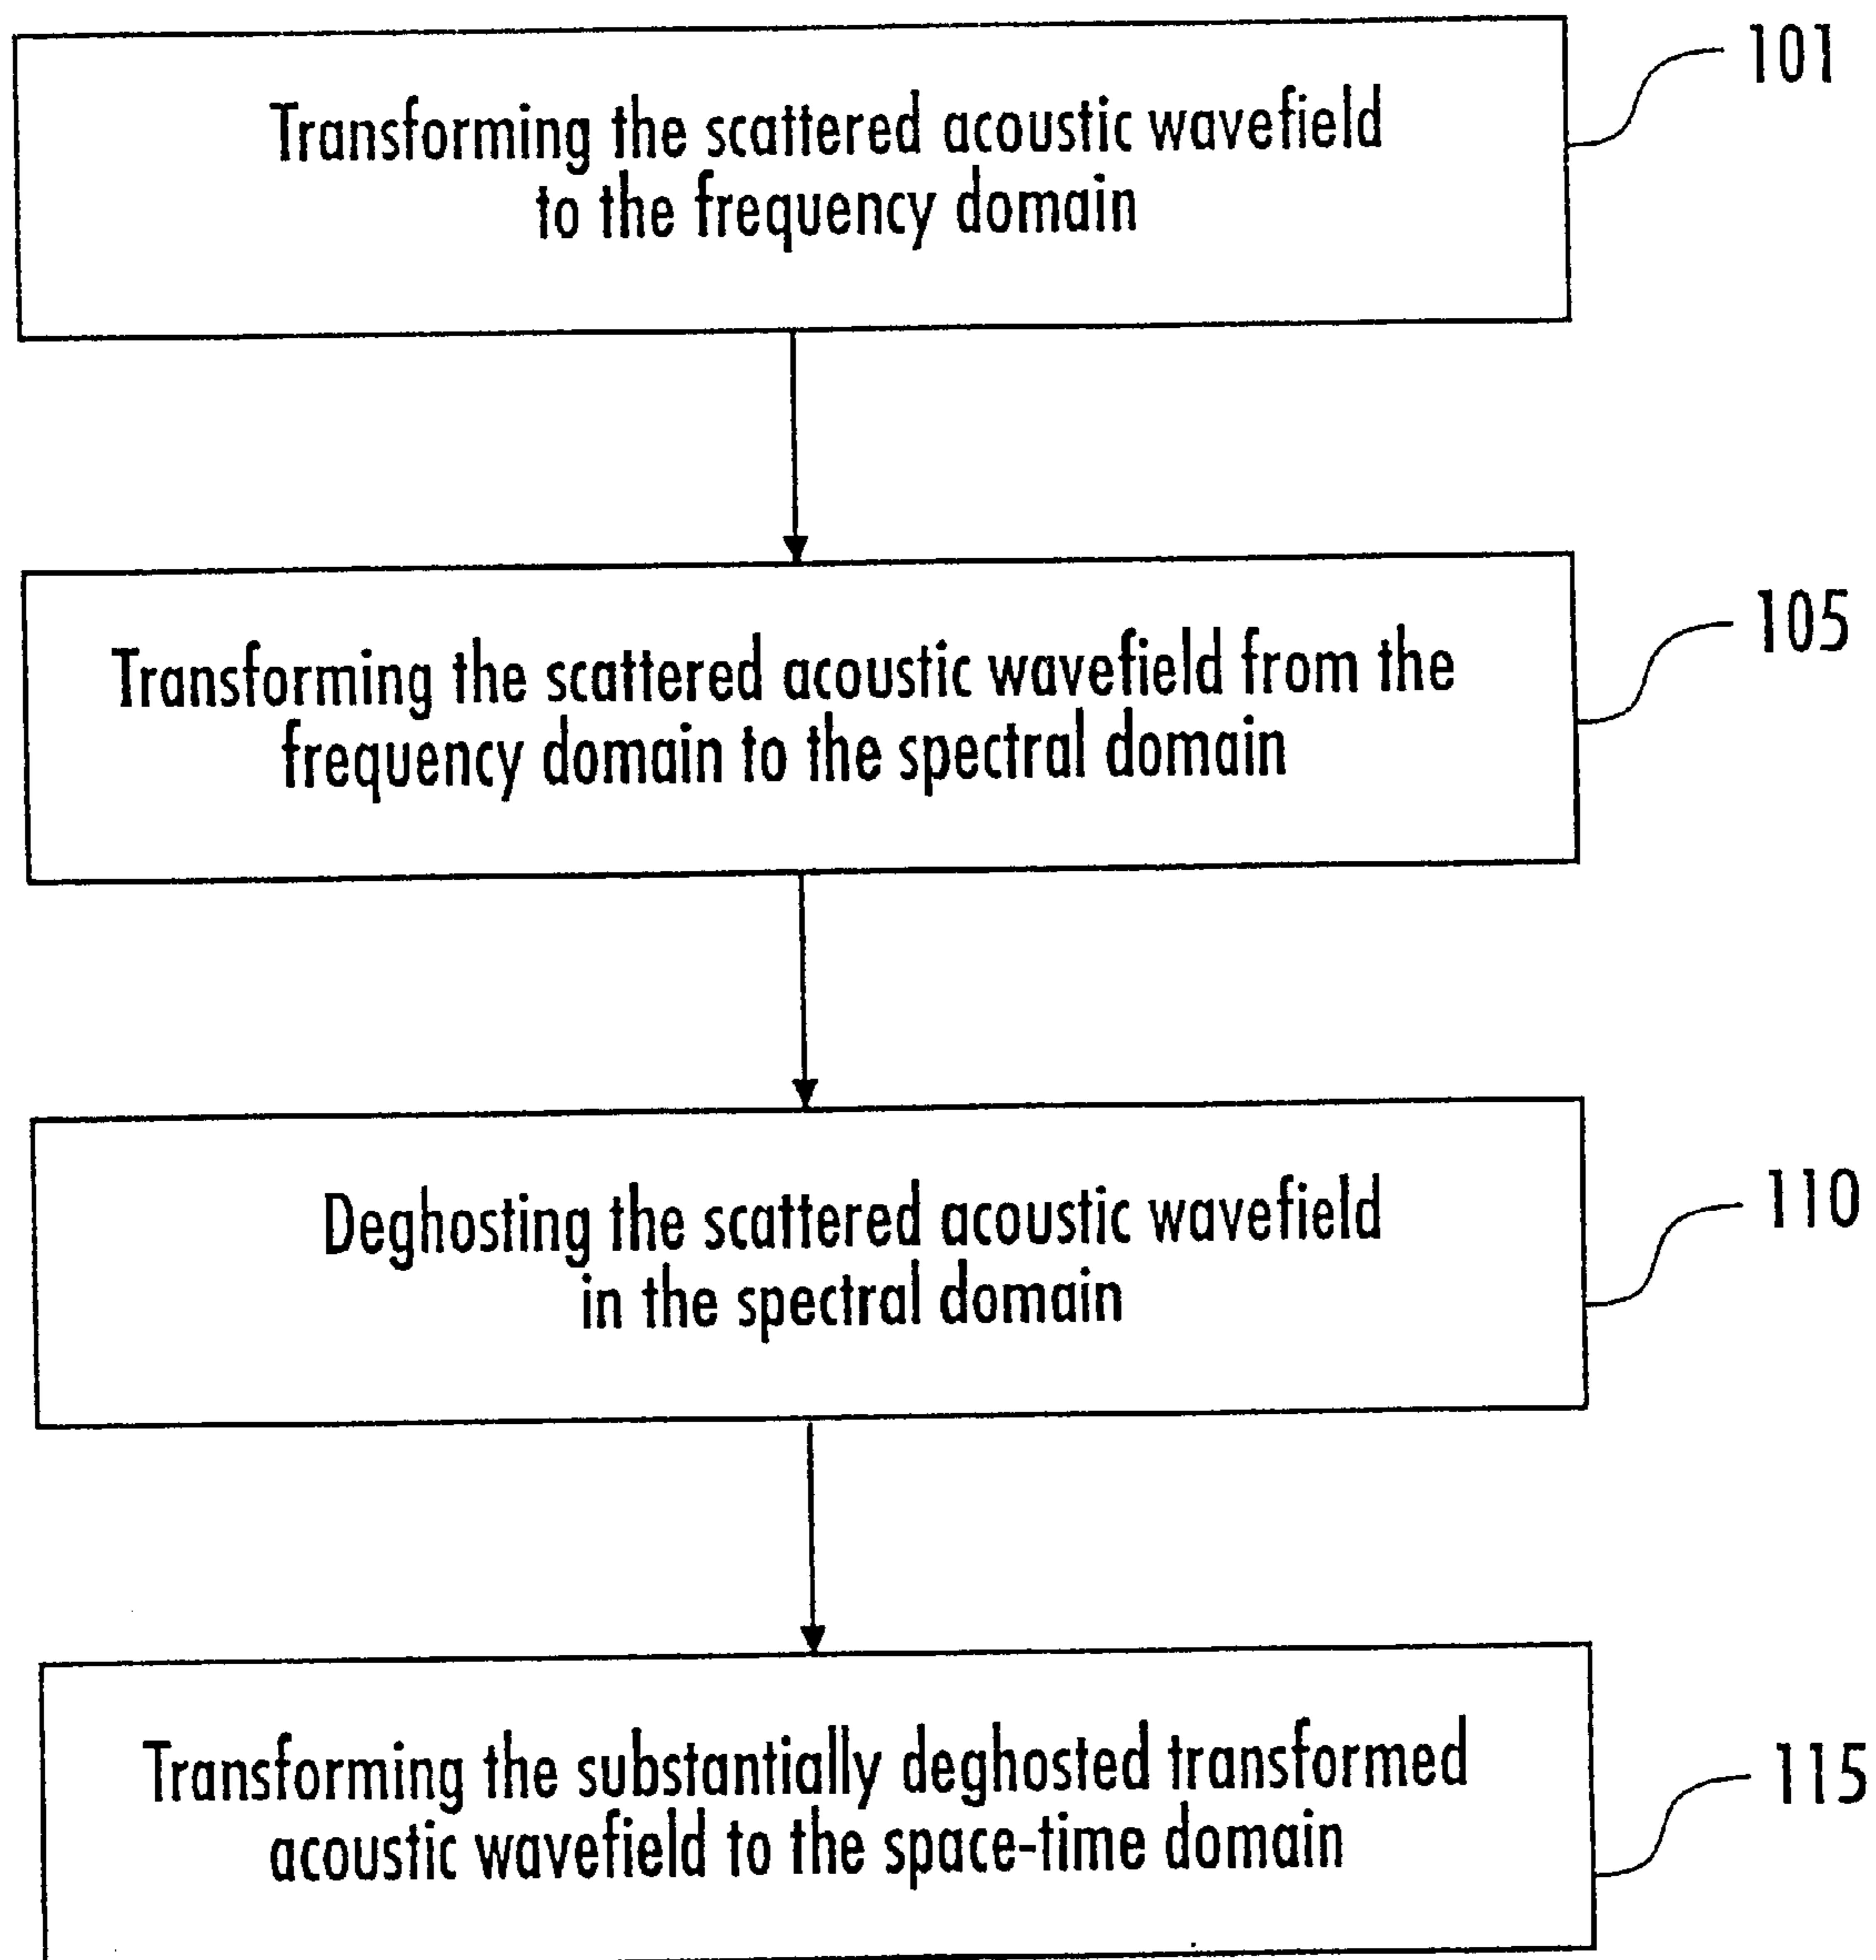 Transforming the scattered acoustic wavefield
to the frequency domain
101
Transforming the scattered acoustic wavefield from the
frequency domain to the spectral domain
105
Deghosting the scattered acoustic wavefield
in the spectral domain
110
Transforming the substantially deghosted transformed
acoustic wavefield to the space-time domain
115